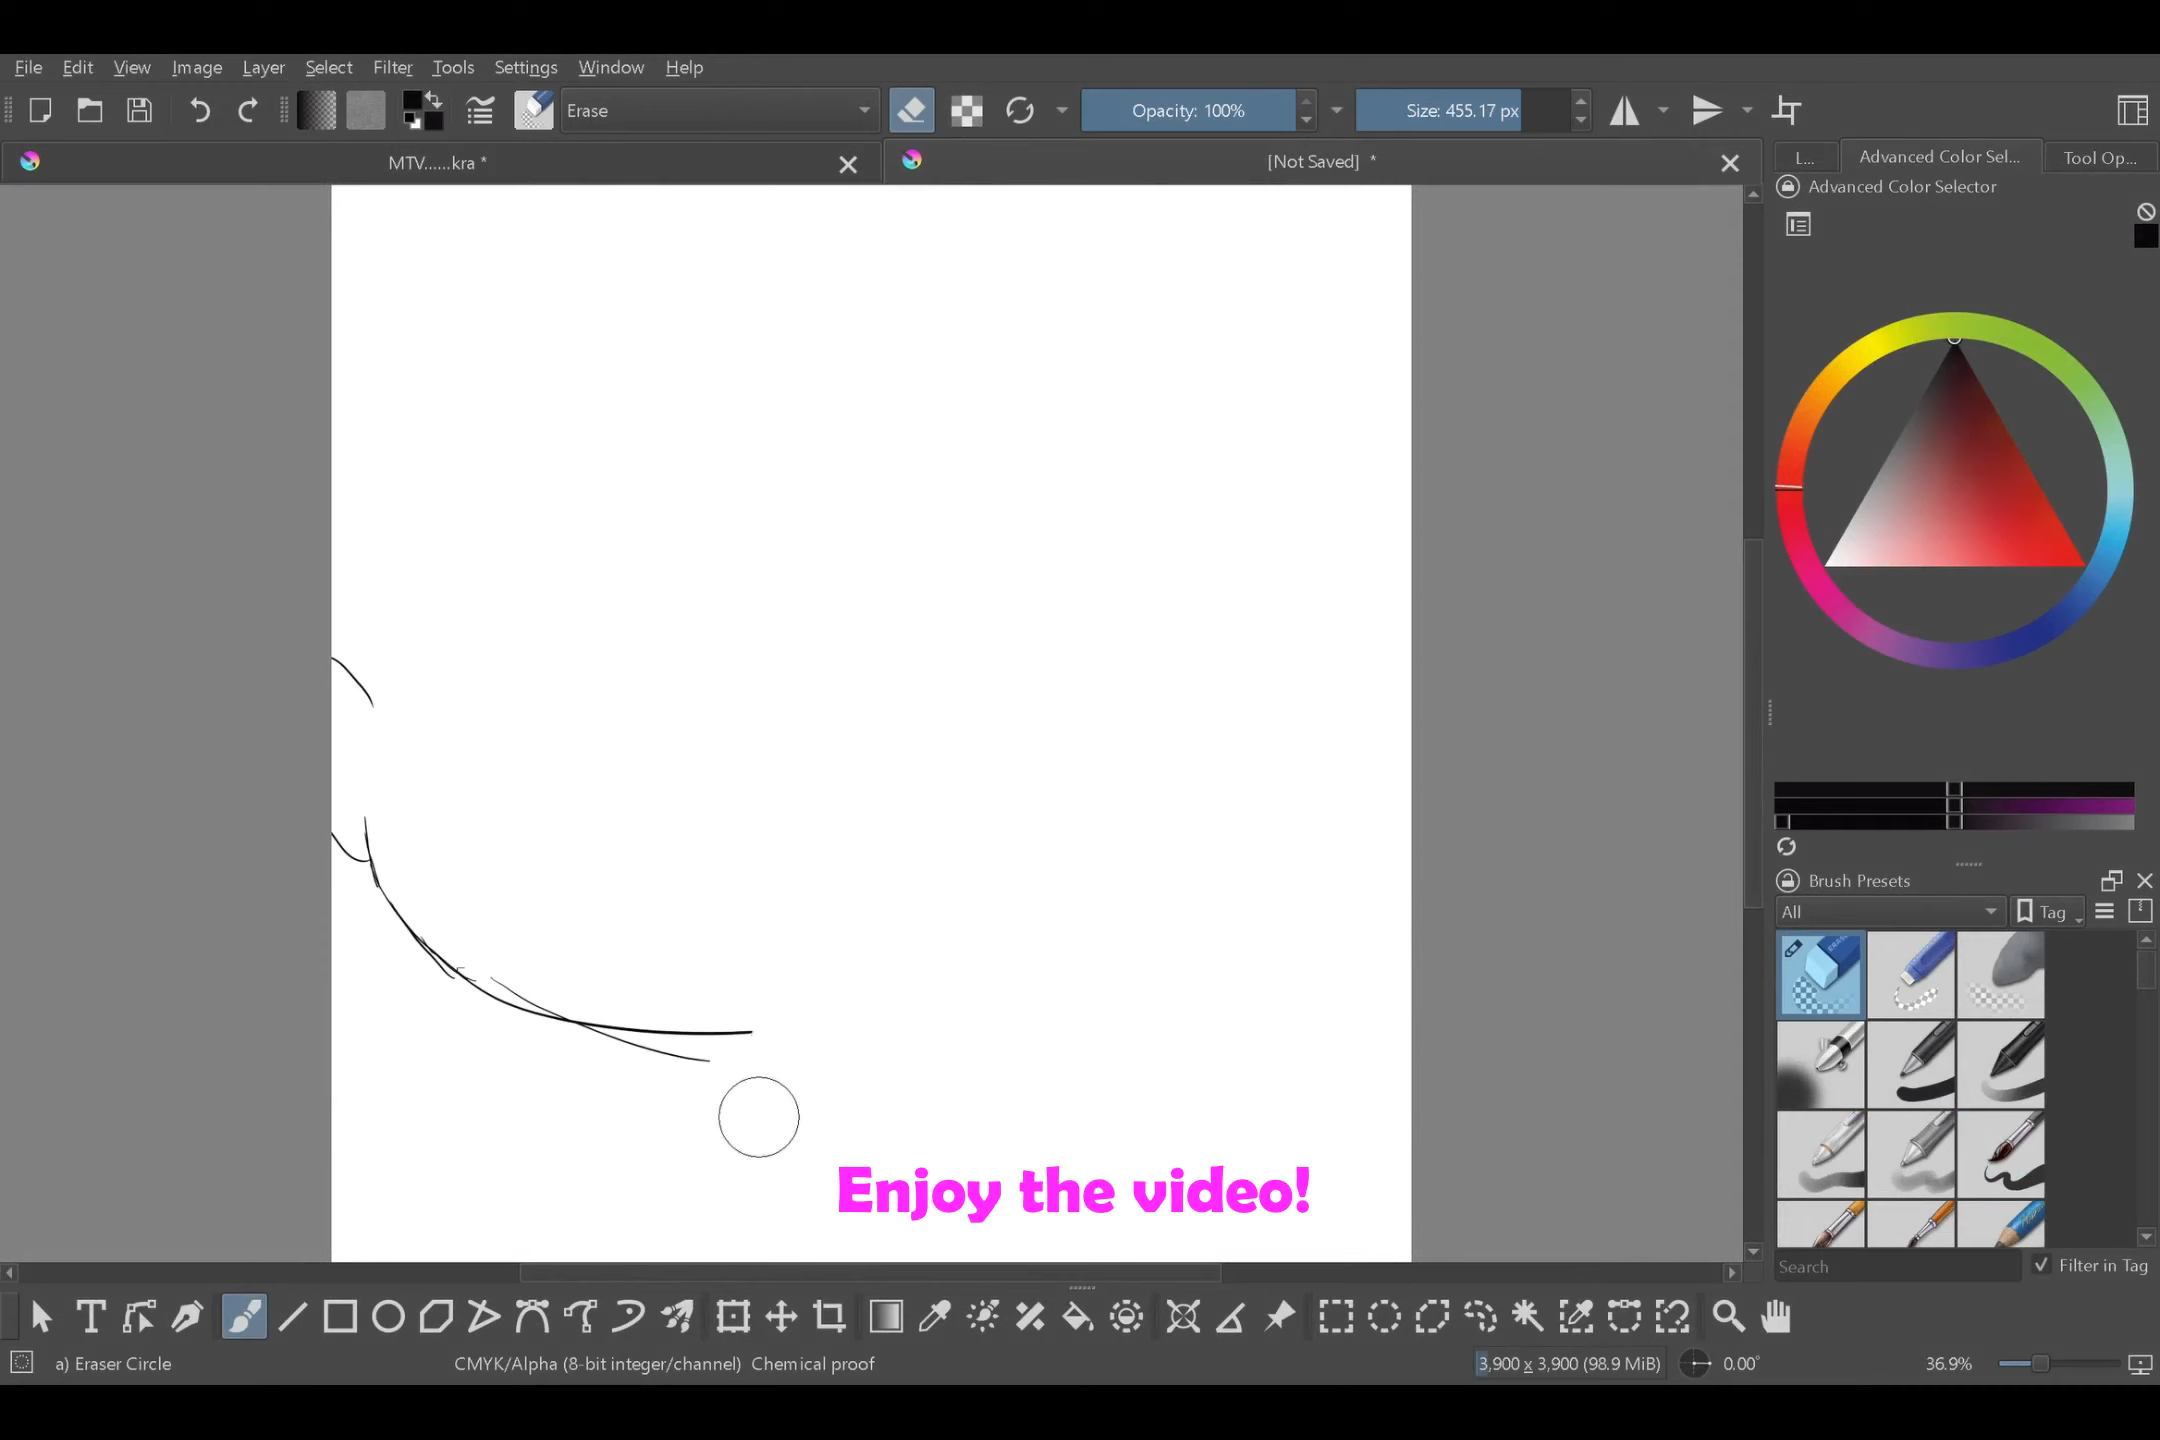 File Edit View Image Layer Select Filter Tools Settings Window Help
Erase
Opacity: 100%
Size: 455.17 px
MTV......kra *
[Not Saved] *
L...
Advanced Color Sel...
Tool Op...
Advanced Color Selector
Brush Presets
All
Tag
Enjoy the video!
Search
Filter in Tag
a) Eraser Circle
CMYK/Alpha (8-bit integer/channel) Chemical proof
3,900 x 3,900 (98.9 MiB)
0.00°
36.9%